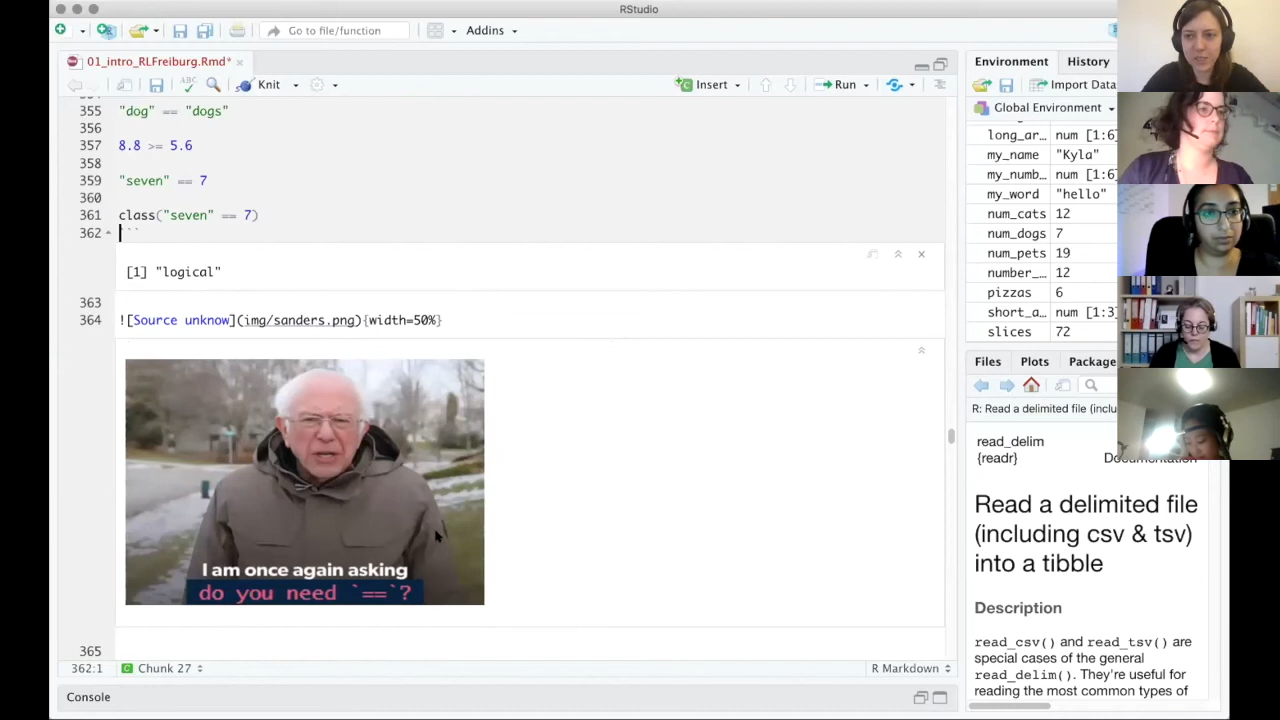 RStudio
Go to file/function
Addins
01_intro_RLFreiburg.Rmd*
ABC
Knit
Insert
Run
355 "dog" == "dogs"
356
357 8.8 >= 5.6
358
359 "seven" == 7
360
361 class("seven" == 7)
362 ```
[1] "logical"
363
364 ![Source unknow](img/sanders.png){width=50%}
I am once again asking
do you need `==`?
365
362:1 Chunk 27 R Markdown
Console
Environment History
Import Data
Global Environment
long_ar… num [1:6]
my_name "Kyla"
my_numb… num [1:6]
my_word "hello"
num_cats 12
num_dogs 7
num_pets 19
number_… 12
pizzas 6
short_a… num [1:3]
slices 72
Files Plots Package
R: Read a delimited file (inclu
read_delim
{readr} Documentation
Read a delimited file
(including csv & tsv)
into a tibble
Description
read_csv() and read_tsv() are
special cases of the general
read_delim(). They're useful for
reading the most common types of